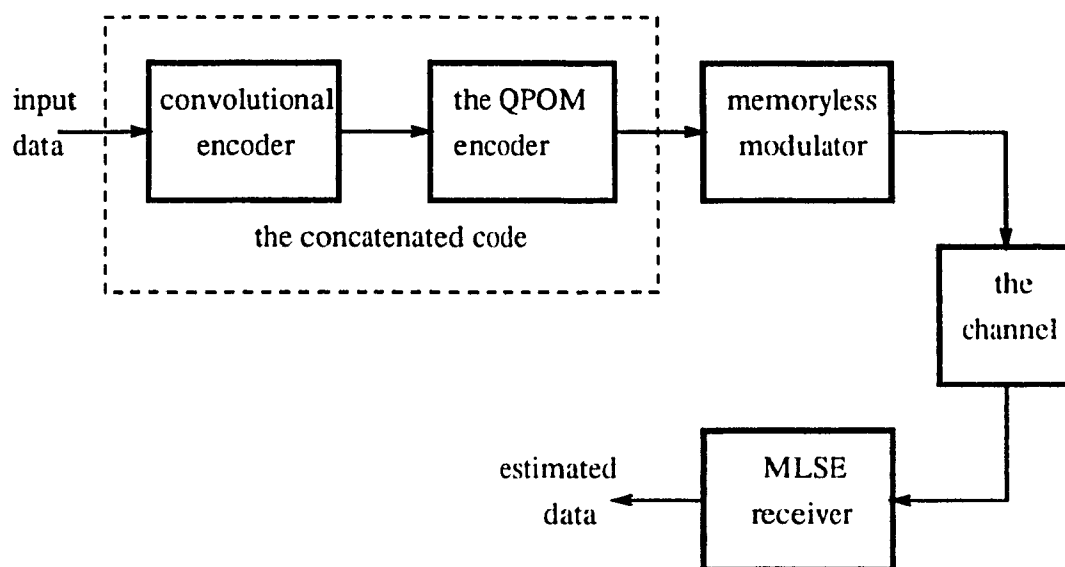 input
data
convolutional
encoder
the QPOM
encoder
the concatenated code
memoryless
modulator
the
channel
MLSE
receiver
estimated
data